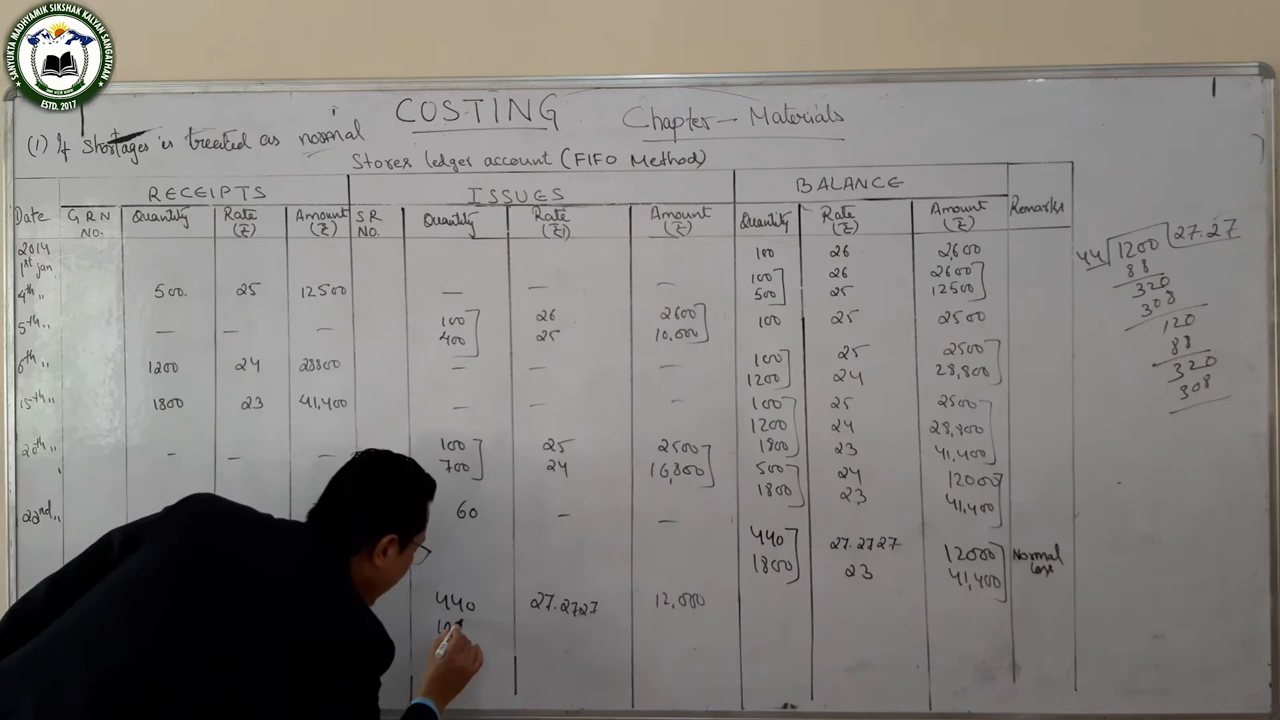 SANYUKTA MADHYAMIK SIKSHAK KALYAN SANGATHAN
ESTD. 2017
COSTING Chapter - Materials
(1) If Shortages is treated as normal
Stores ledger account (FIFO Method)
RECEIPTS ISSUES BALANCE
Date GRN NO. Quantity Rate (₹) Amount (₹) SR NO. Quantity Rate (₹) Amount (₹) Quantity Rate (₹) Amount (₹) Remarks
2014
1st jan 100 26 2,600
100 26 2600
4th ,, 500 25 12500 — — — 500 25 12500
5th ,, — — — 100 26 2600 100 25 2500
400 25 10,000
6th ,, 1200 24 28800 — — — 100 25 2500
1200 24 28,800
15th ,, 1800 23 41,400 — — — 100 25 2500
1200 24 28,800
20th ,, — — — 100 25 2500 1800 23 41,400
700 24 16,800 500 24 12000
1800 23 41,400
22nd ,, 60 — —
440 27.2727 12000 Normal Loss
1800 23 41,400
440 27.2727 12,000
44 1200 27.27
88
320
308
120
88
320
308